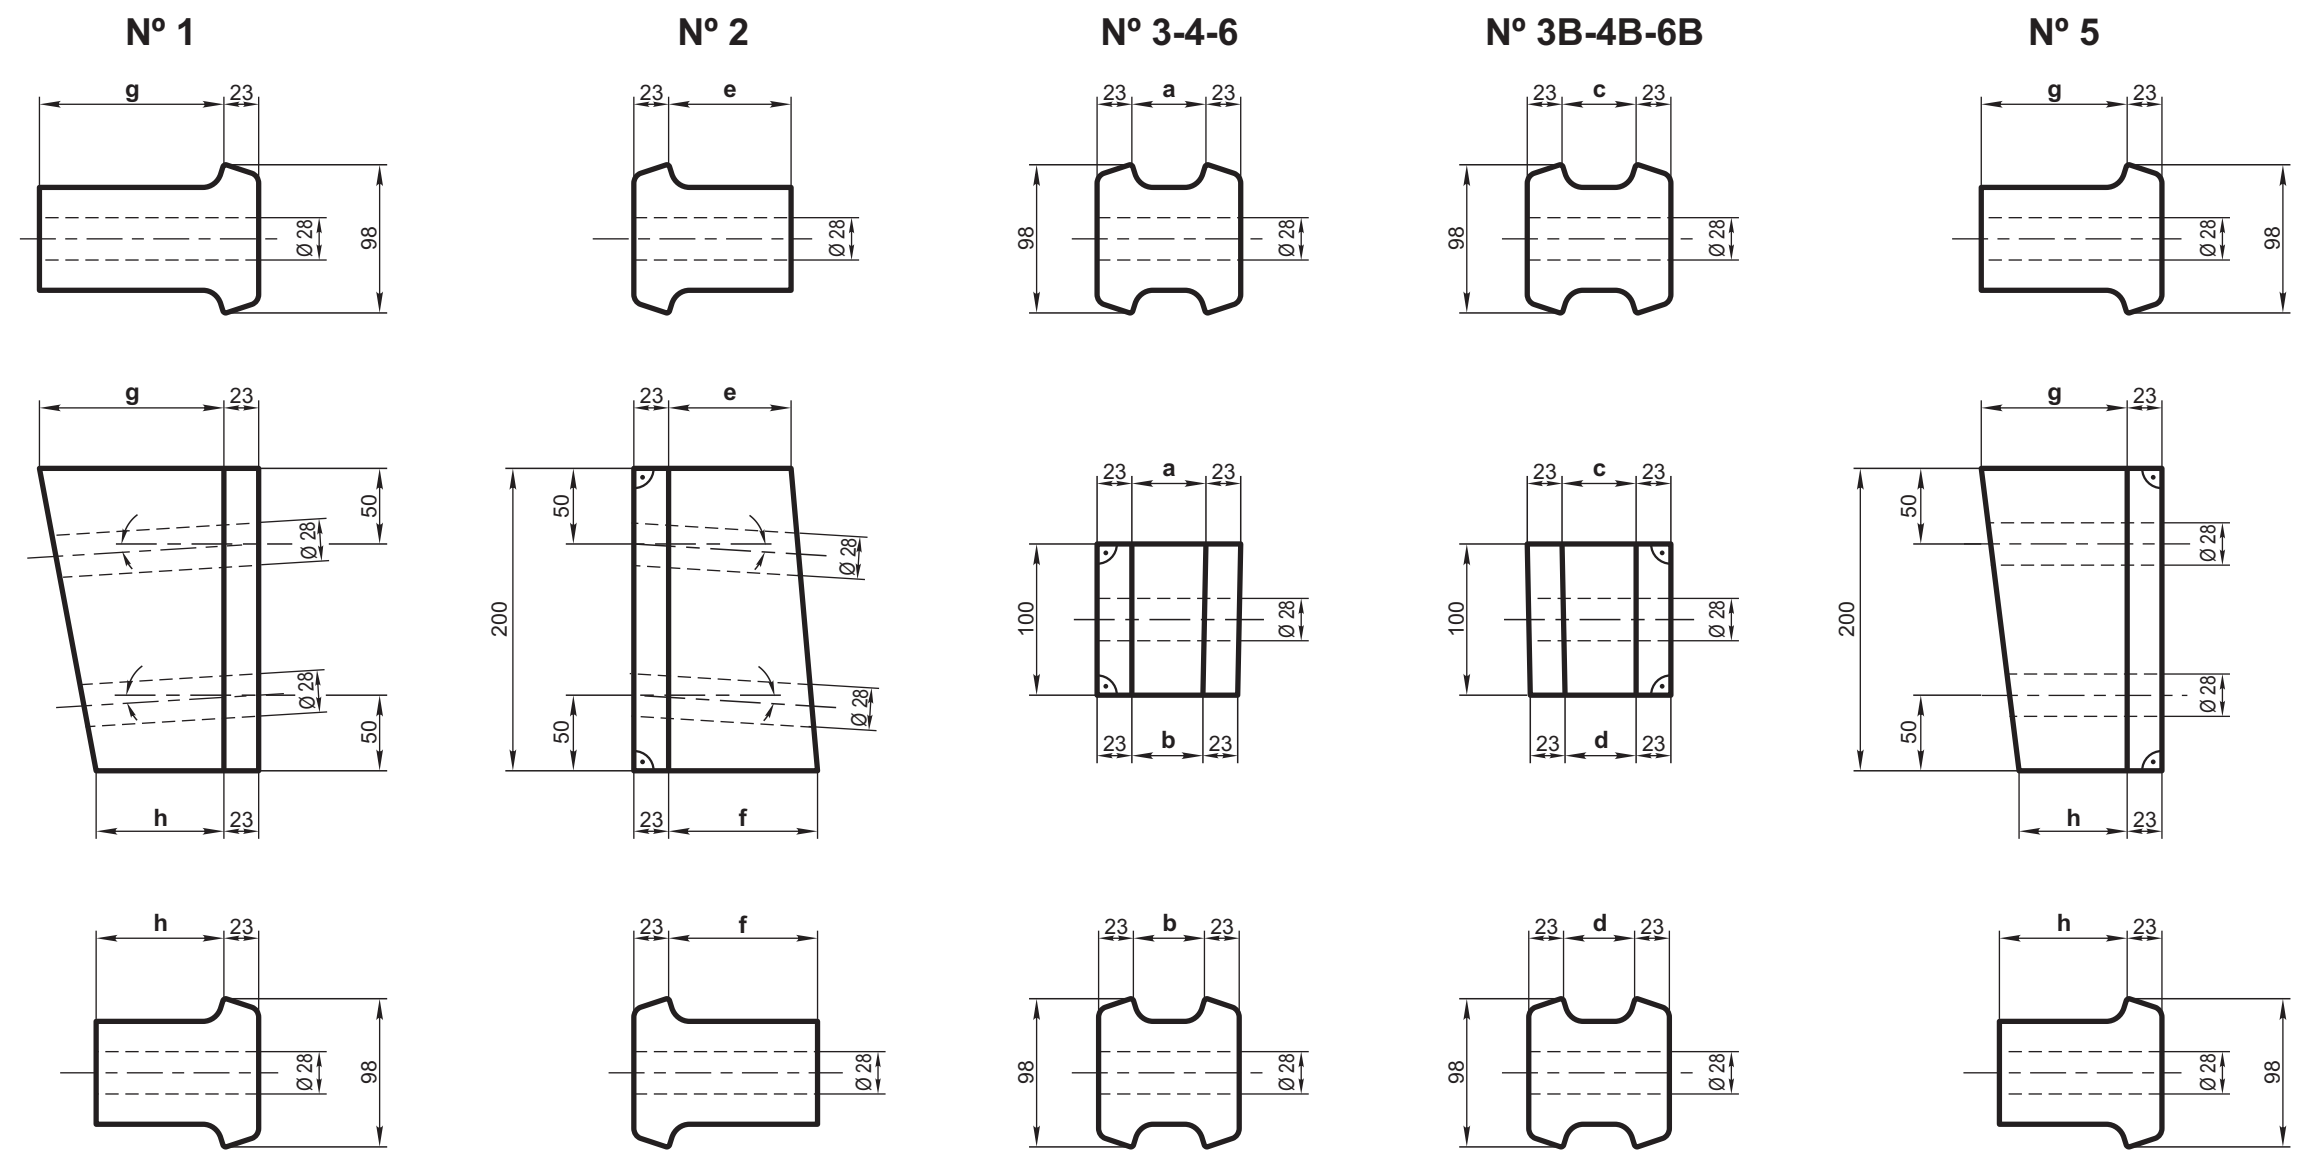 Nº 1 Nº 2 Nº 3-4-6 Nº 3B-4B-6B Nº 5
g 23 23 e 23 a 23 23 c 23 g 23
Ø 28 98 Ø 28 98 Ø 28 98 Ø 28 Ø 28 98
g 23 23 e g 23
23 a 23 23 c 23
50 50 50
Ø 28 Ø 28 Ø 28
200 100 Ø 28 100 Ø 28 200
Ø 28 Ø 28 Ø 28
50 50 50
23 b 23 23 d 23
h 23 23 f h 23
h 23 23 f 23 b 23 23 d 23 h 23
Ø 28 98 Ø 28 98 Ø 28 98 Ø 28 Ø 28 98